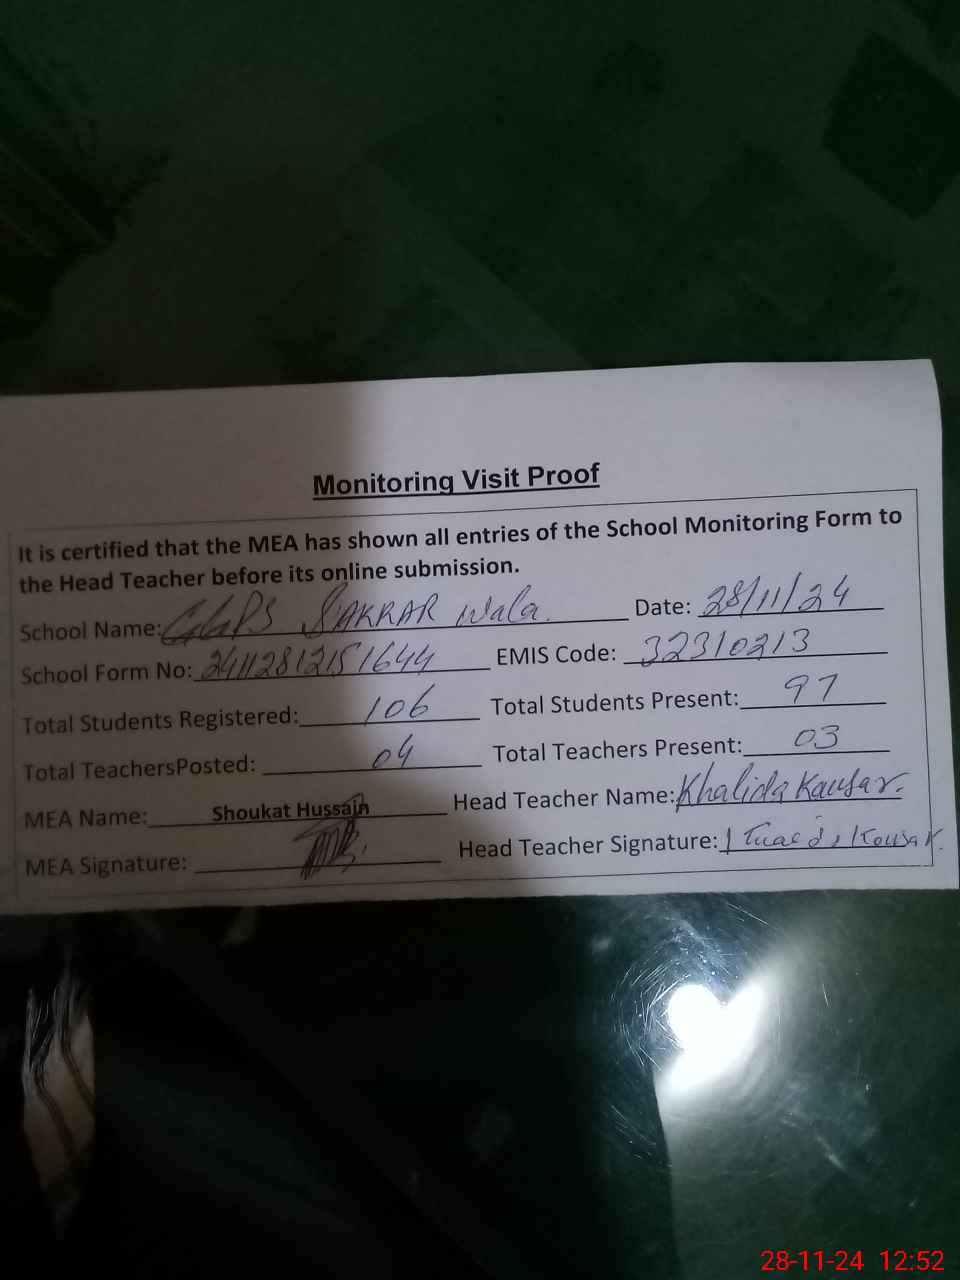 Monitoring Visit Proof
It is certified that the MEA has shown all entries of the School Monitoring Form to
the Head Teacher before its online submission.
School Name: GGPS SAKRAR Wala. Date: 28/11/24
School Form No: 24112812151644 EMIS Code: 32310213
Total Students Registered: 106 Total Students Present: 97
Total TeachersPosted: 04 Total Teachers Present: 03
MEA Name: Shoukat Hussain Head Teacher Name: Khalida Kausar.
MEA Signature: Head Teacher Signature: Kousar.
28-11-24 12:52